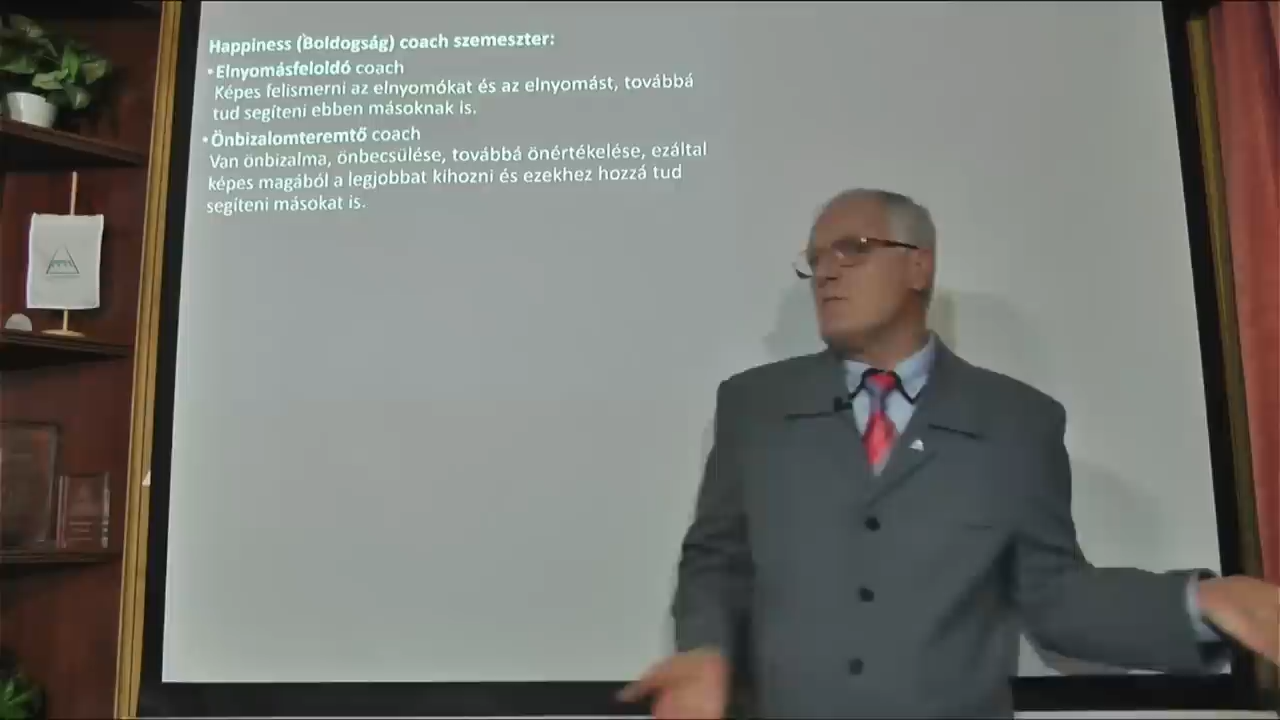 Happiness (Boldogság) coach szemeszter:
•Elnyomásfeloldó coach
Képes felismerni az elnyomókat és az elnyomást, továbbá
tud segíteni ebben másoknak is.
•Önbizalomteremtő coach
Van önbizalma, önbecsülése, továbbá önértékelése, ezáltal
képes magából a legjobbat kihozni és ezekhez hozzá tud
segíteni másokat is.